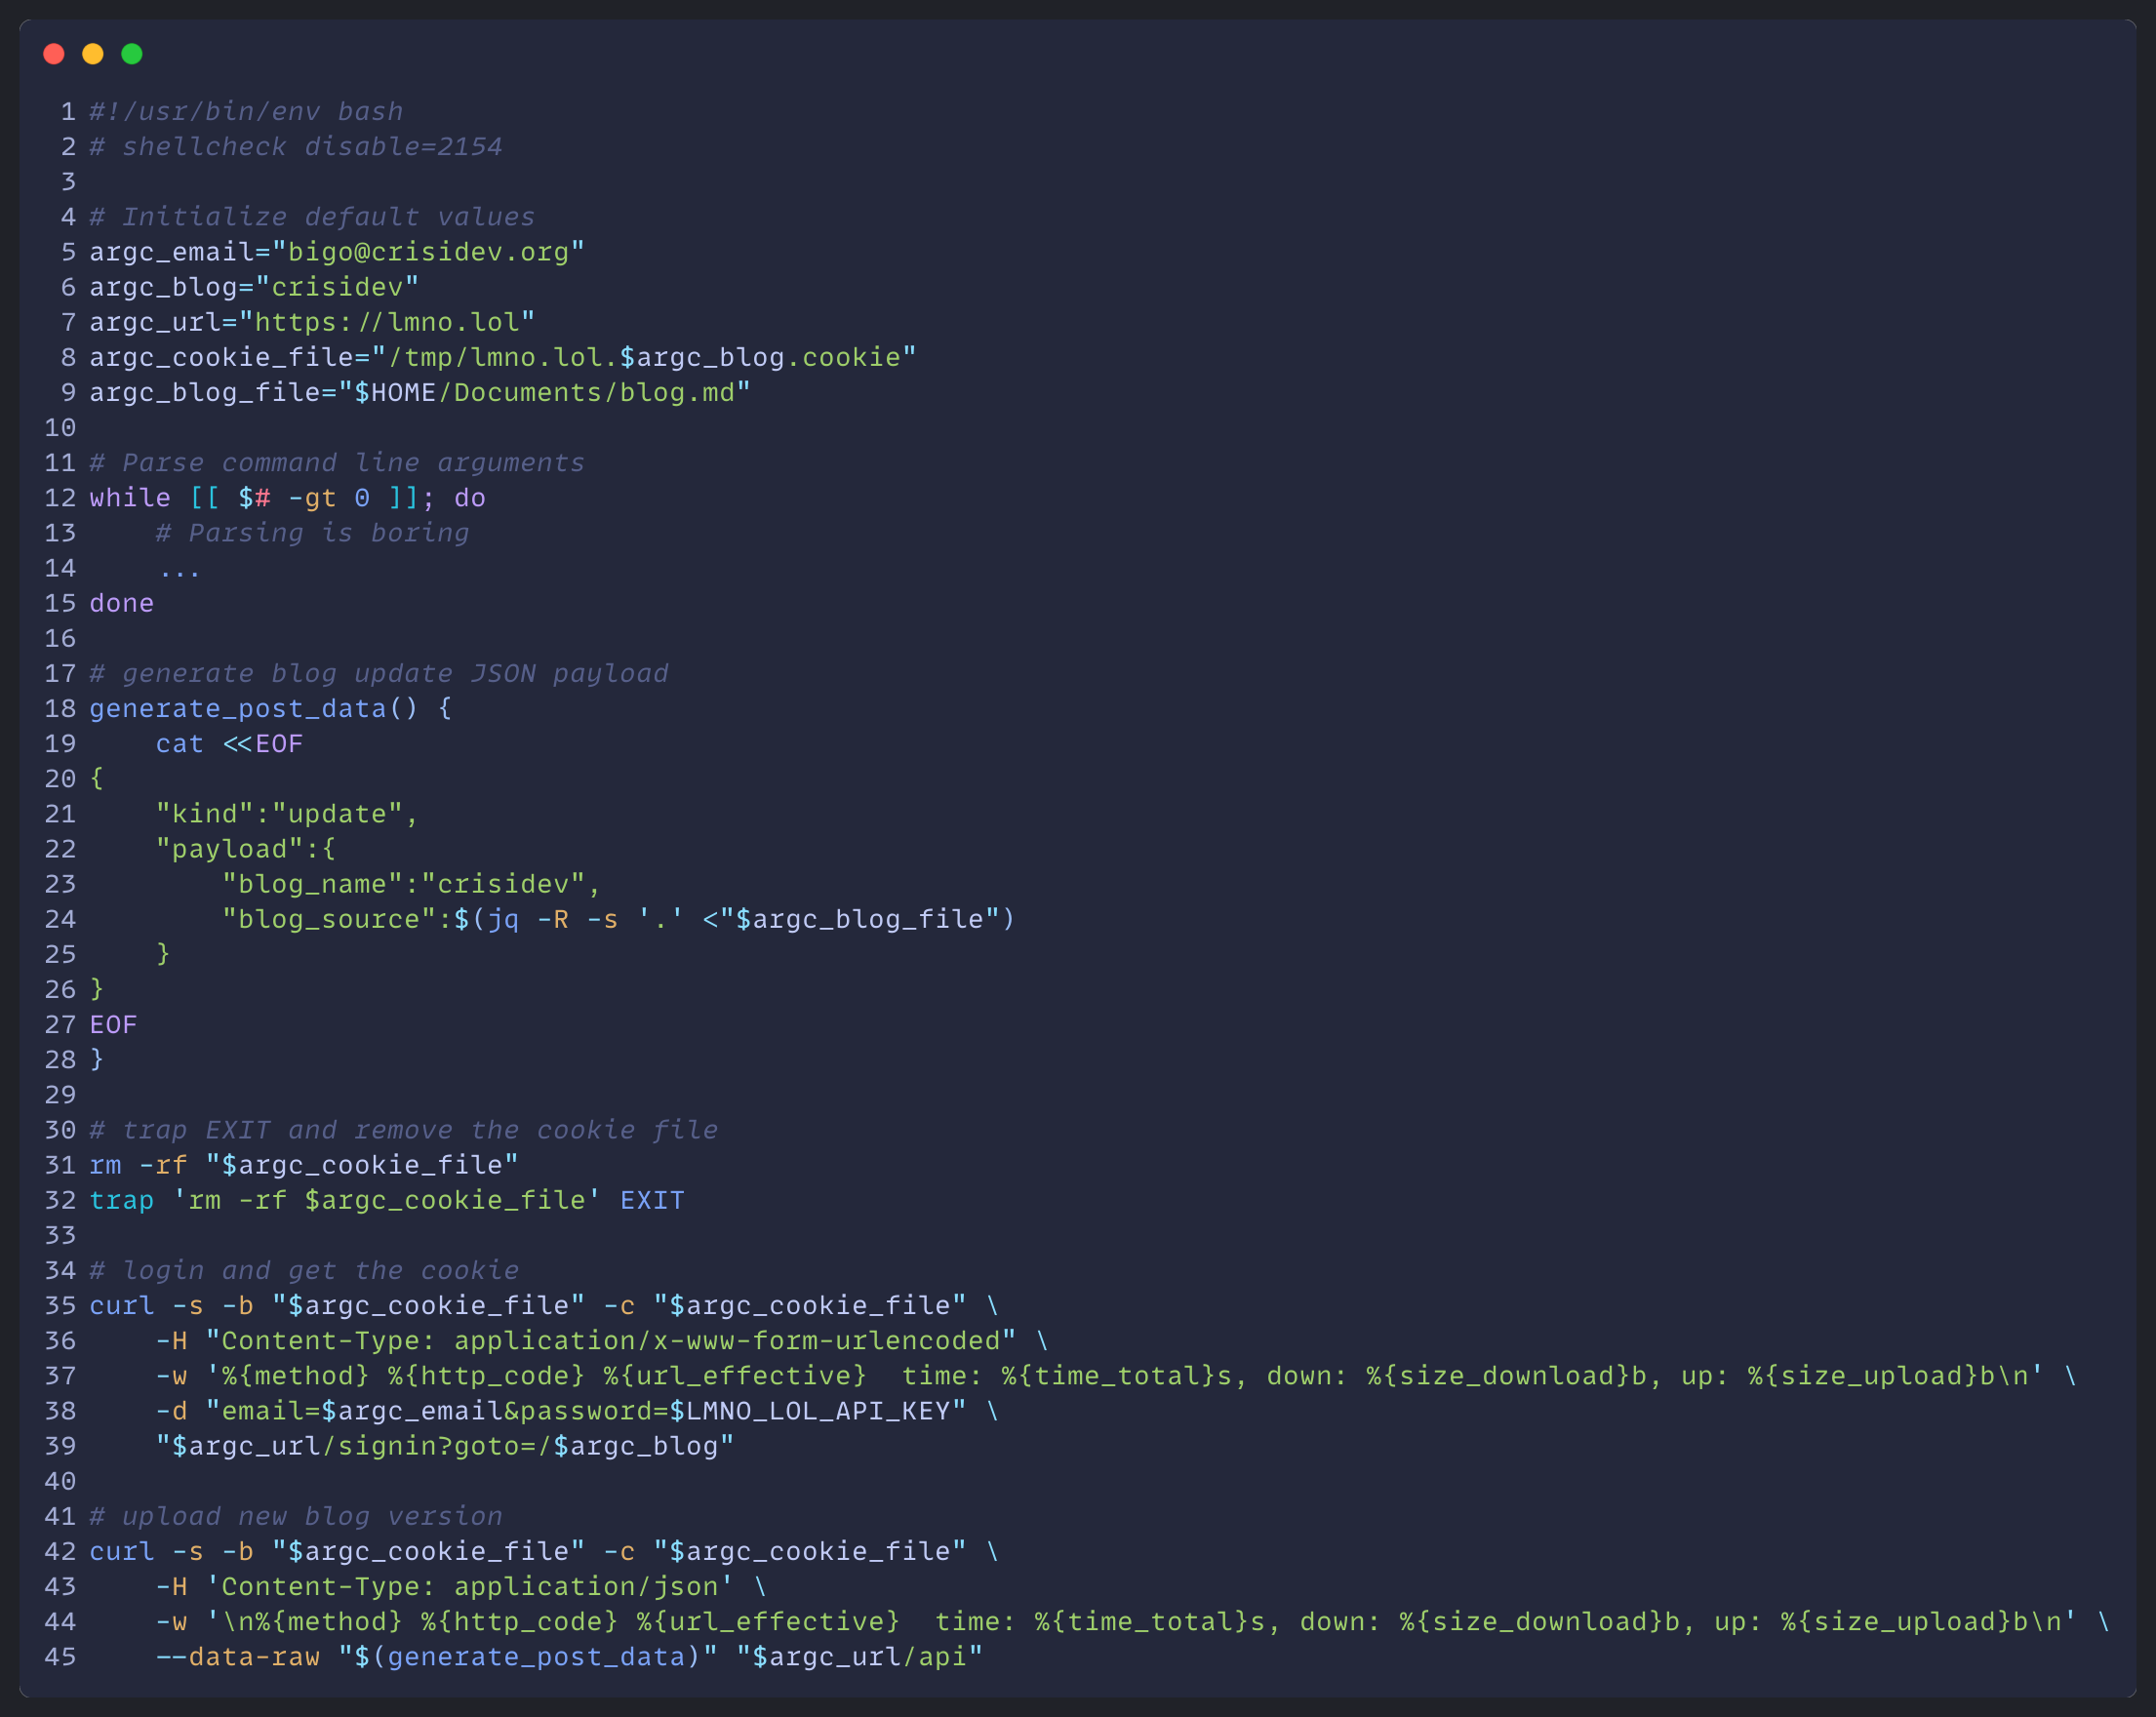 1 #!/usr/bin/env bash
2 # shellcheck disable=2154
3
4 # Initialize default values
5 argc_email="bigo@crisidev.org"
6 argc_blog="crisidev"
7 argc_url="https://lmno.lol"
8 argc_cookie_file="/tmp/lmno.lol.$argc_blog.cookie"
9 argc_blog_file="$HOME/Documents/blog.md"
10
11 # Parse command line arguments
12 while [[ $# -gt 0 ]]; do
13     # Parsing is boring
14     ...
15 done
16
17 # generate blog update JSON payload
18 generate_post_data() {
19     cat <<EOF
20 {
21     "kind":"update",
22     "payload":{
23         "blog_name":"crisidev",
24         "blog_source":$(jq -R -s '.' <"$argc_blog_file")
25     }
26 }
27 EOF
28 }
29
30 # trap EXIT and remove the cookie file
31 rm -rf "$argc_cookie_file"
32 trap 'rm -rf $argc_cookie_file' EXIT
33
34 # login and get the cookie
35 curl -s -b "$argc_cookie_file" -c "$argc_cookie_file" \
36     -H "Content-Type: application/x-www-form-urlencoded" \
37     -w '%{method} %{http_code} %{url_effective}  time: %{time_total}s, down: %{size_download}b, up: %{size_upload}b\n' \
38     -d "email=$argc_email&password=$LMNO_LOL_API_KEY" \
39     "$argc_url/signin?goto=/$argc_blog"
40
41 # upload new blog version
42 curl -s -b "$argc_cookie_file" -c "$argc_cookie_file" \
43     -H 'Content-Type: application/json' \
44     -w '\n%{method} %{http_code} %{url_effective}  time: %{time_total}s, down: %{size_download}b, up: %{size_upload}b\n' \
45     --data-raw "$(generate_post_data)" "$argc_url/api"